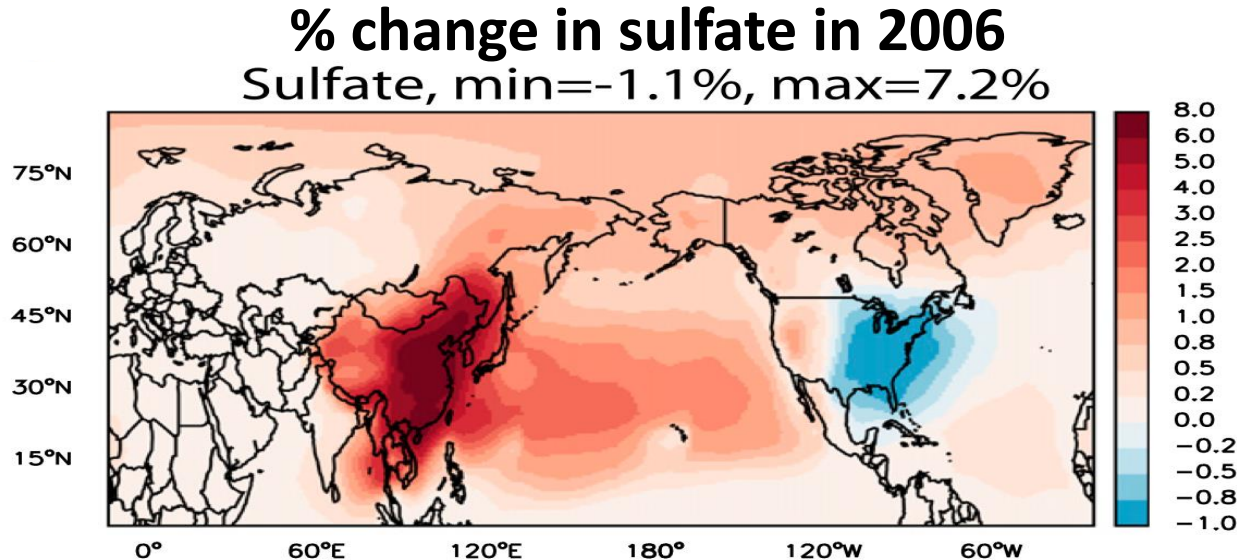 % change in sulfate in 2006
Sulfate, min=-1.1%, max=7.2%
75°N
60°N
45°N
30°N
15°N
0°
60°E
120°E
180°
120°W
60°W
8.0
6.0
5.0
4.0
3.0
2.5
2.0
1.5
1.0
0.8
0.5
0.2
0.0
−0.2
−0.5
−0.8
−1.0